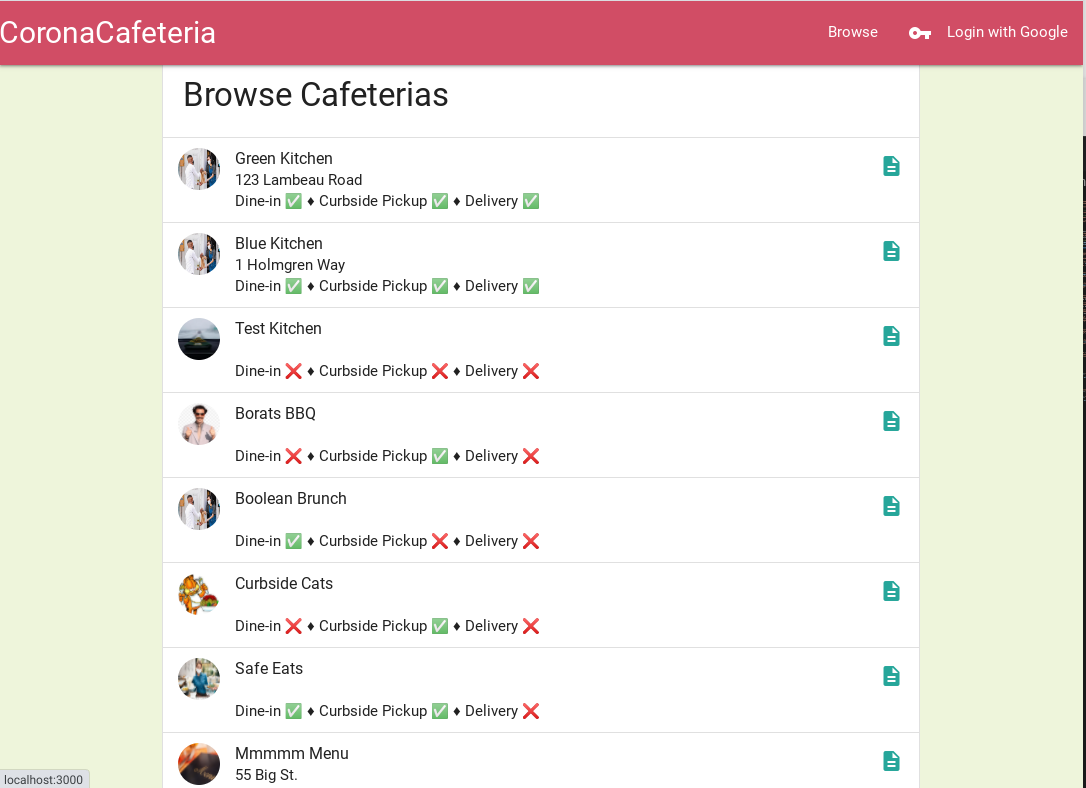 CoronaCafeteria
Browse
Login with Google
Browse Cafeterias
Green Kitchen
123 Lambeau Road
Dine-in ✅ ♦ Curbside Pickup ✅ ♦ Delivery ✅
Blue Kitchen
1 Holmgren Way
Dine-in ✅ ♦ Curbside Pickup ✅ ♦ Delivery ✅
Test Kitchen
Dine-in ❌ ♦ Curbside Pickup ❌ ♦ Delivery ❌
Borats BBQ
Dine-in ❌ ♦ Curbside Pickup ✅ ♦ Delivery ❌
Boolean Brunch
Dine-in ✅ ♦ Curbside Pickup ❌ ♦ Delivery ❌
Curbside Cats
Dine-in ❌ ♦ Curbside Pickup ✅ ♦ Delivery ❌
Safe Eats
Dine-in ✅ ♦ Curbside Pickup ✅ ♦ Delivery ❌
Mmmmm Menu
55 Big St.
localhost:3000